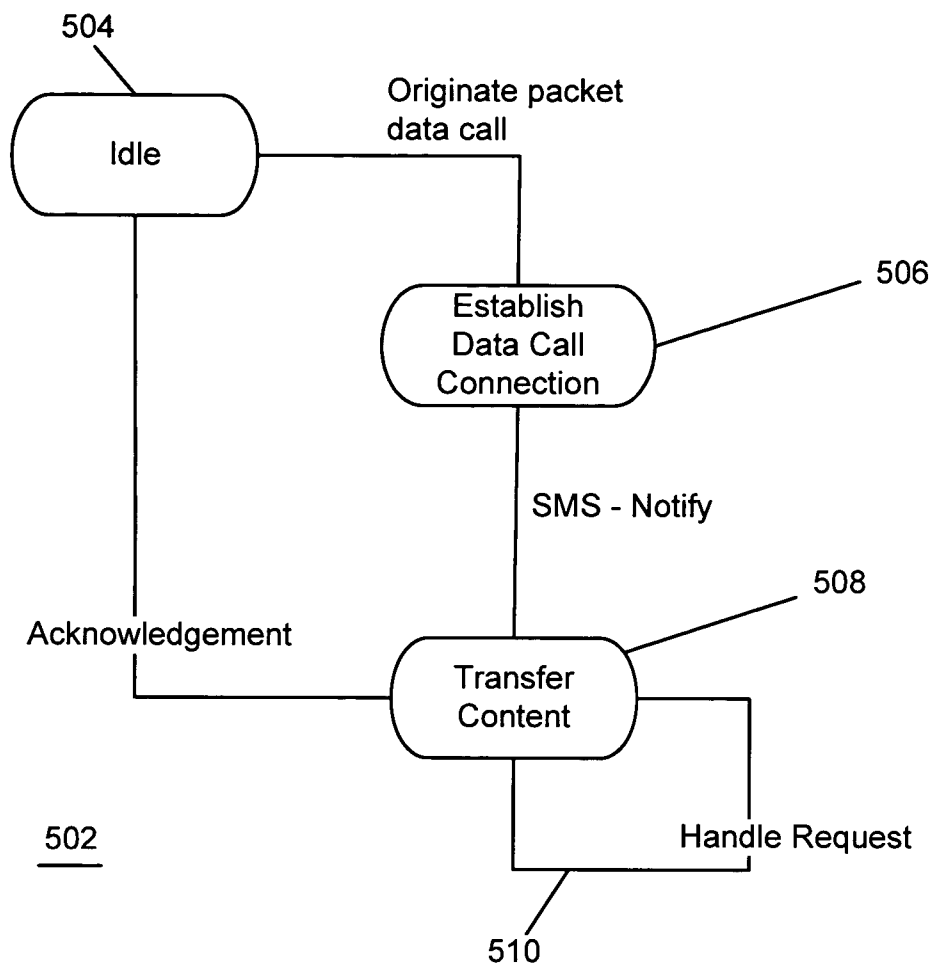 504
Originate packet
data call
Idle
506
Establish
Data Call
Connection
SMS - Notify
508
Acknowledgement
Transfer
Content
502
Handle Request
510